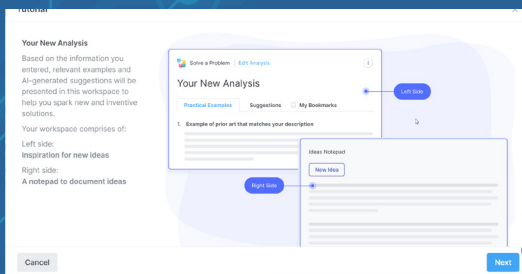 Tutorial
Your New Analysis
Based on the information you
entered, relevant examples and
AI-generated suggestions will be
presented in this workspace to
help you spark new and inventive
solutions.
Your workspace comprises of:
Left side:
Inspiration for new ideas
Right side:
A notepad to document ideas
Solve a Problem | Edit Analysis
Your New Analysis
Practical Examples Suggestions My Bookmarks
1. Example of prior art that matches your description
Left Side
Ideas Notepad
New Idea
Right Side
Cancel Next